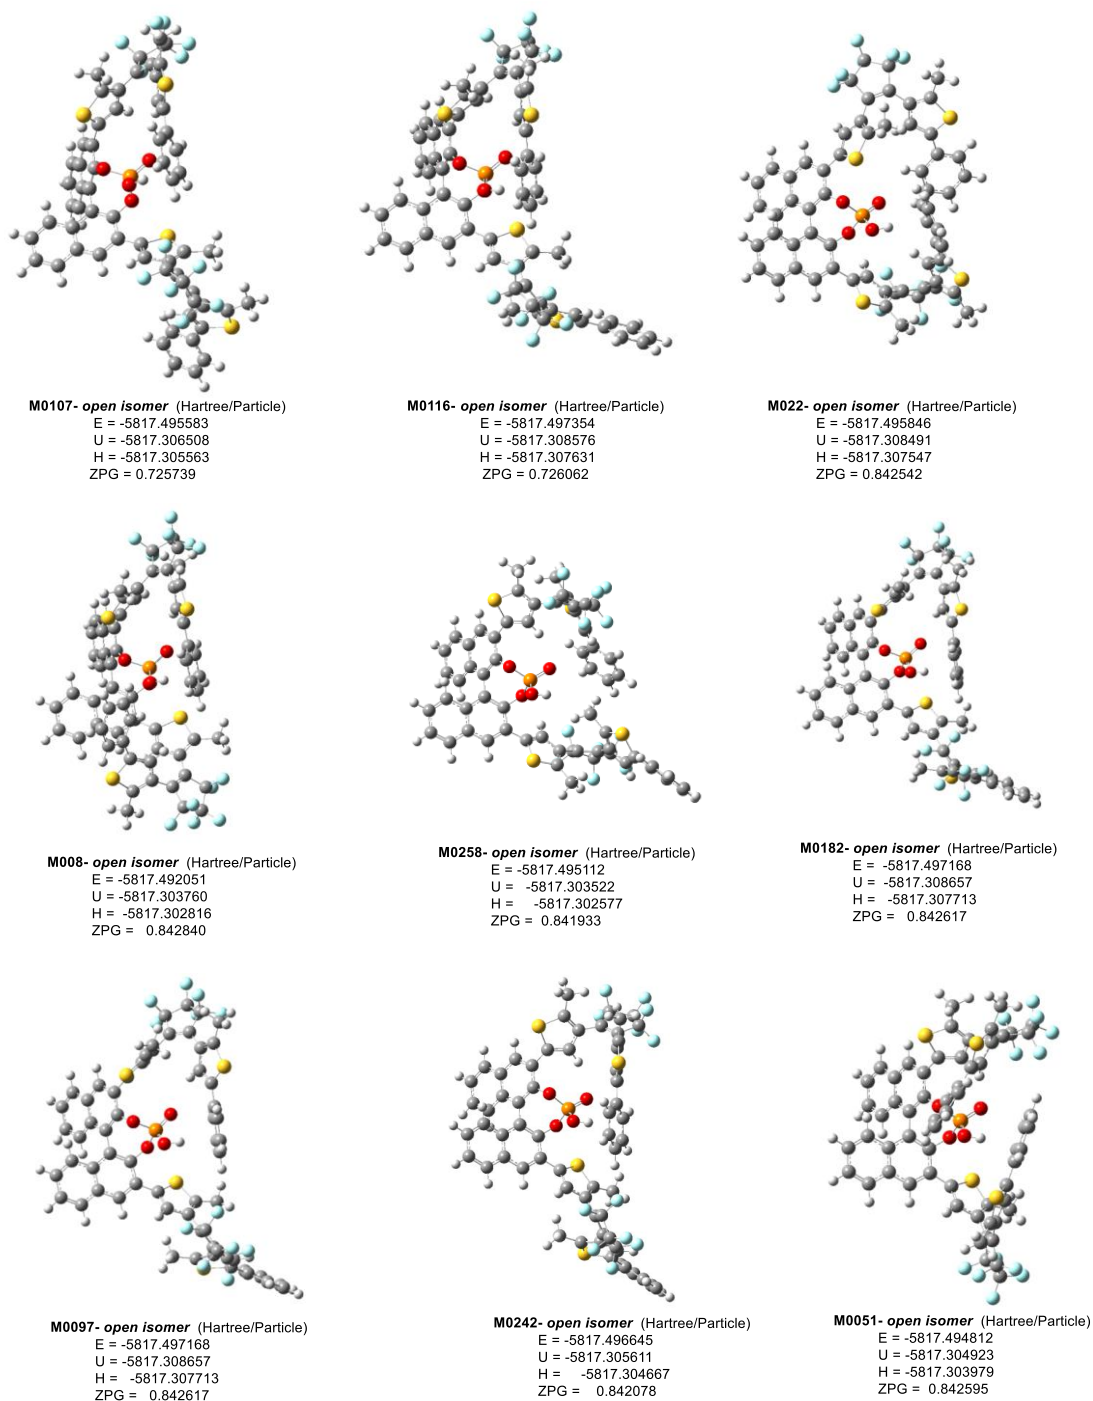 M0107- open isomer (Hartree/Particle)
E = -5817.495583
U = -5817.306508
H = -5817.305563
ZPG = 0.725739
M0116- open isomer (Hartree/Particle)
E = -5817.497354
U = -5817.308576
H = -5817.307631
ZPG = 0.726062
M022- open isomer (Hartree/Particle)
E = -5817.495846
U = -5817.308491
H = -5817.307547
ZPG = 0.842542
M008- open isomer (Hartree/Particle)
E = -5817.492051
U = -5817.303760
H = -5817.302816
ZPG = 0.842840
M0258- open isomer (Hartree/Particle)
E = -5817.495112
U = -5817.303522
H = -5817.302577
ZPG = 0.841933
M0182- open isomer (Hartree/Particle)
E = -5817.497168
U = -5817.308657
H = -5817.307713
ZPG = 0.842617
M0097- open isomer (Hartree/Particle)
E = -5817.497168
U = -5817.308657
H = -5817.307713
ZPG = 0.842617
M0242- open isomer (Hartree/Particle)
E = -5817.496645
U = -5817.305611
H = -5817.304667
ZPG = 0.842078
M0051- open isomer (Hartree/Particle)
E = -5817.494812
U = -5817.304923
H = -5817.303979
ZPG = 0.842595